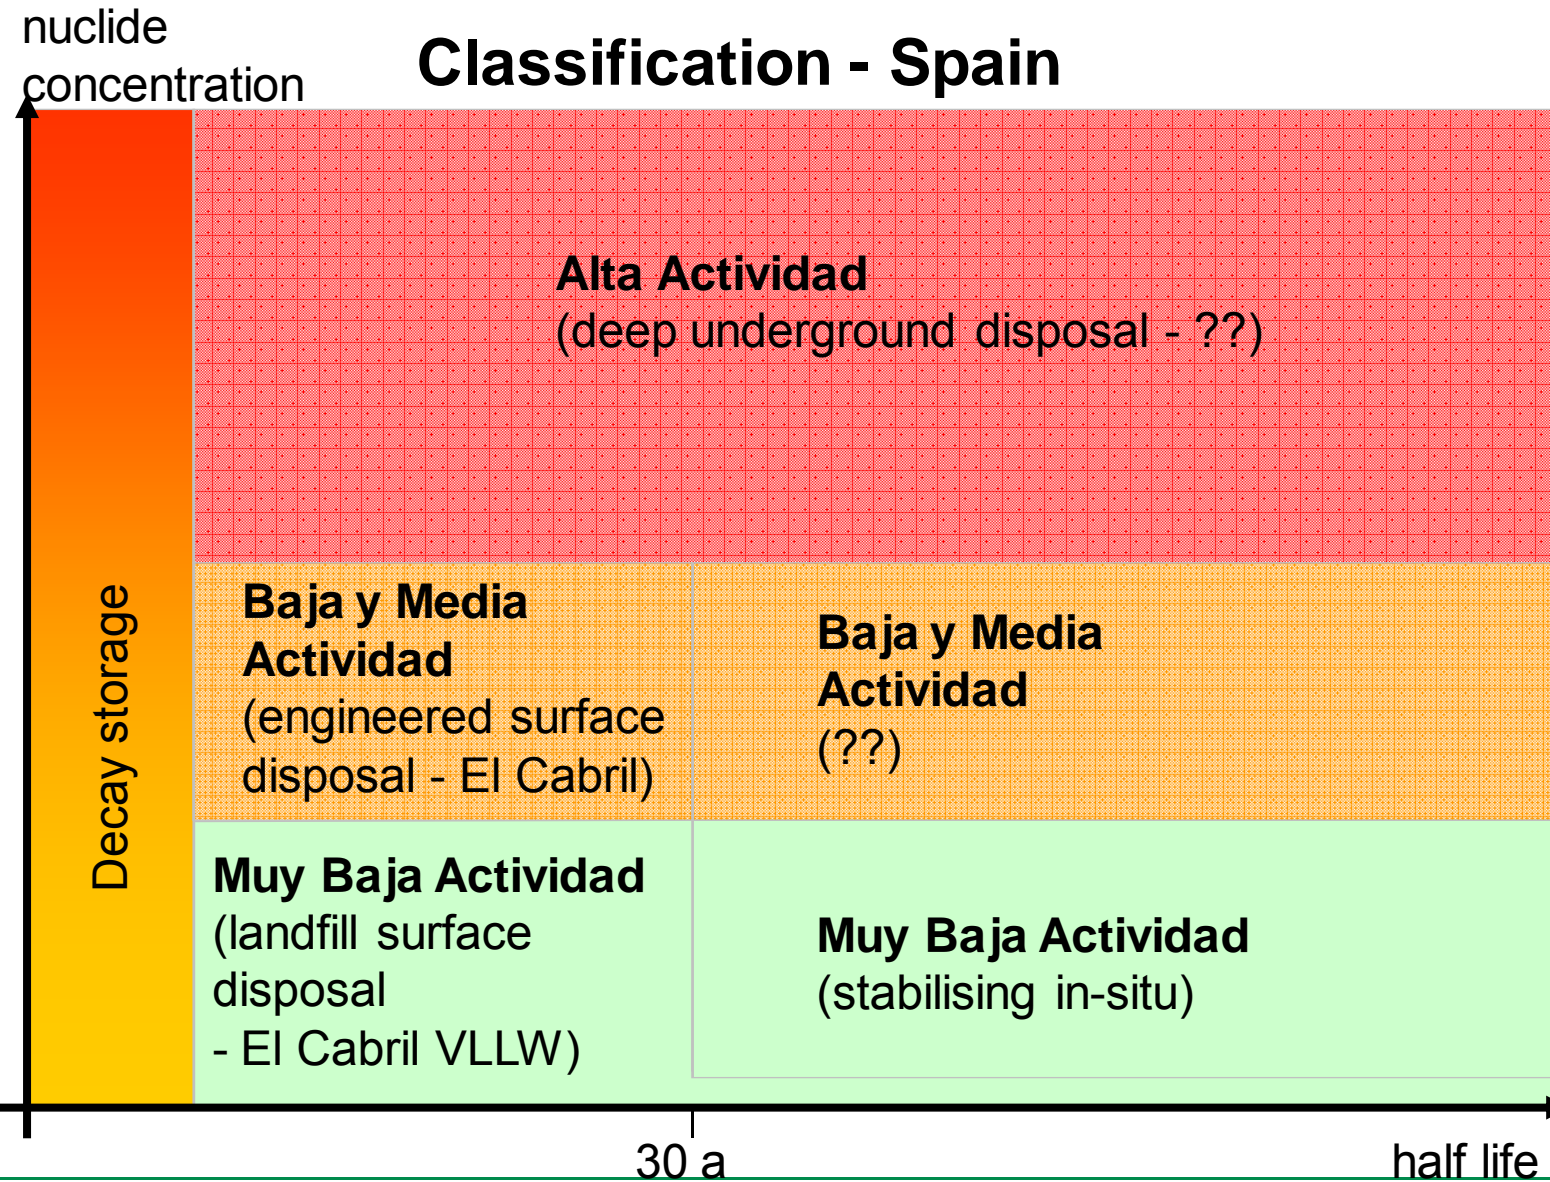 nuclide
concentration
Classification - Spain
Alta Actividad
(deep underground disposal - ??)
Decay storage
Baja y Media
Actividad
(engineered surface
disposal - El Cabril)
Baja y Media
Actividad
(??)
Muy Baja Actividad
(landfill surface
disposal
- El Cabril VLLW)
Muy Baja Actividad
(stabilising in-situ)
30 a
half life